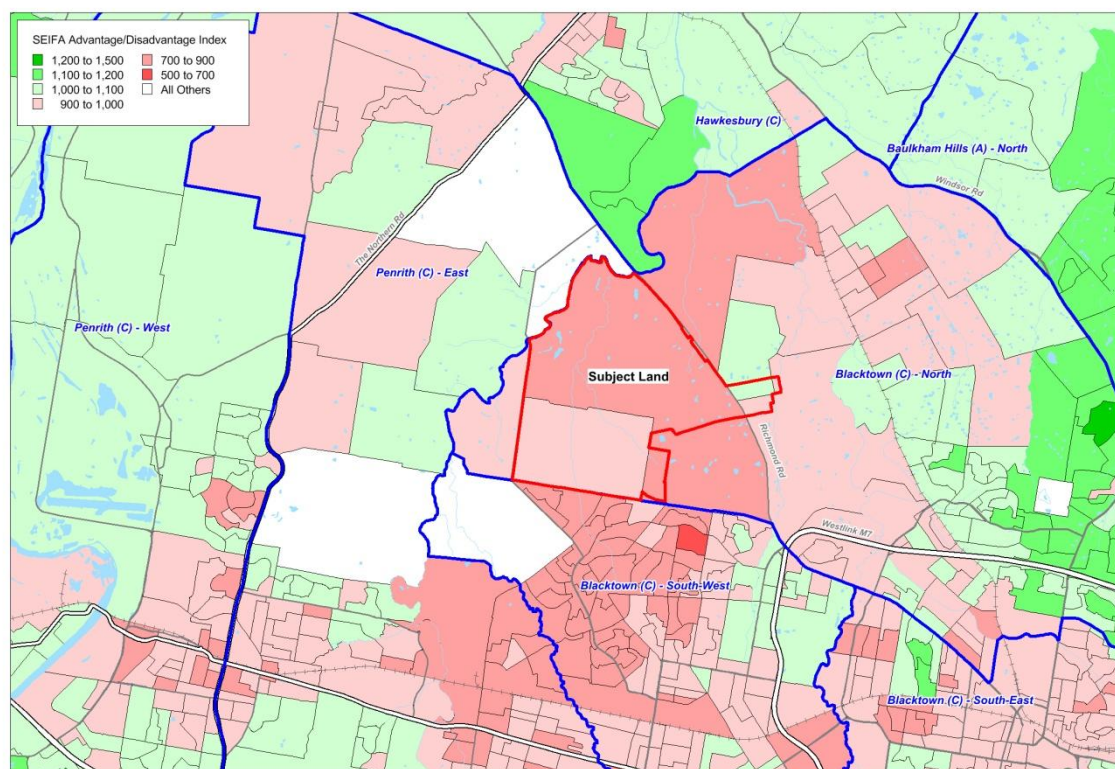 SEIFA Advantage/Disadvantage Index
1,200 to 1,500
1,100 to 1,200
1,000 to 1,100
900 to 1,000
700 to 900
500 to 700
All Others
Hawkesbury (C)
Baulkham Hills (A) - North
Windsor Rd
The Northern Rd
Penrith (C) - East
Penrith (C) - West
Subject Land
Blacktown (C) - North
Richmond Rd
Westlink M7
Blacktown (C) - South-West
Blacktown (C) - South-East